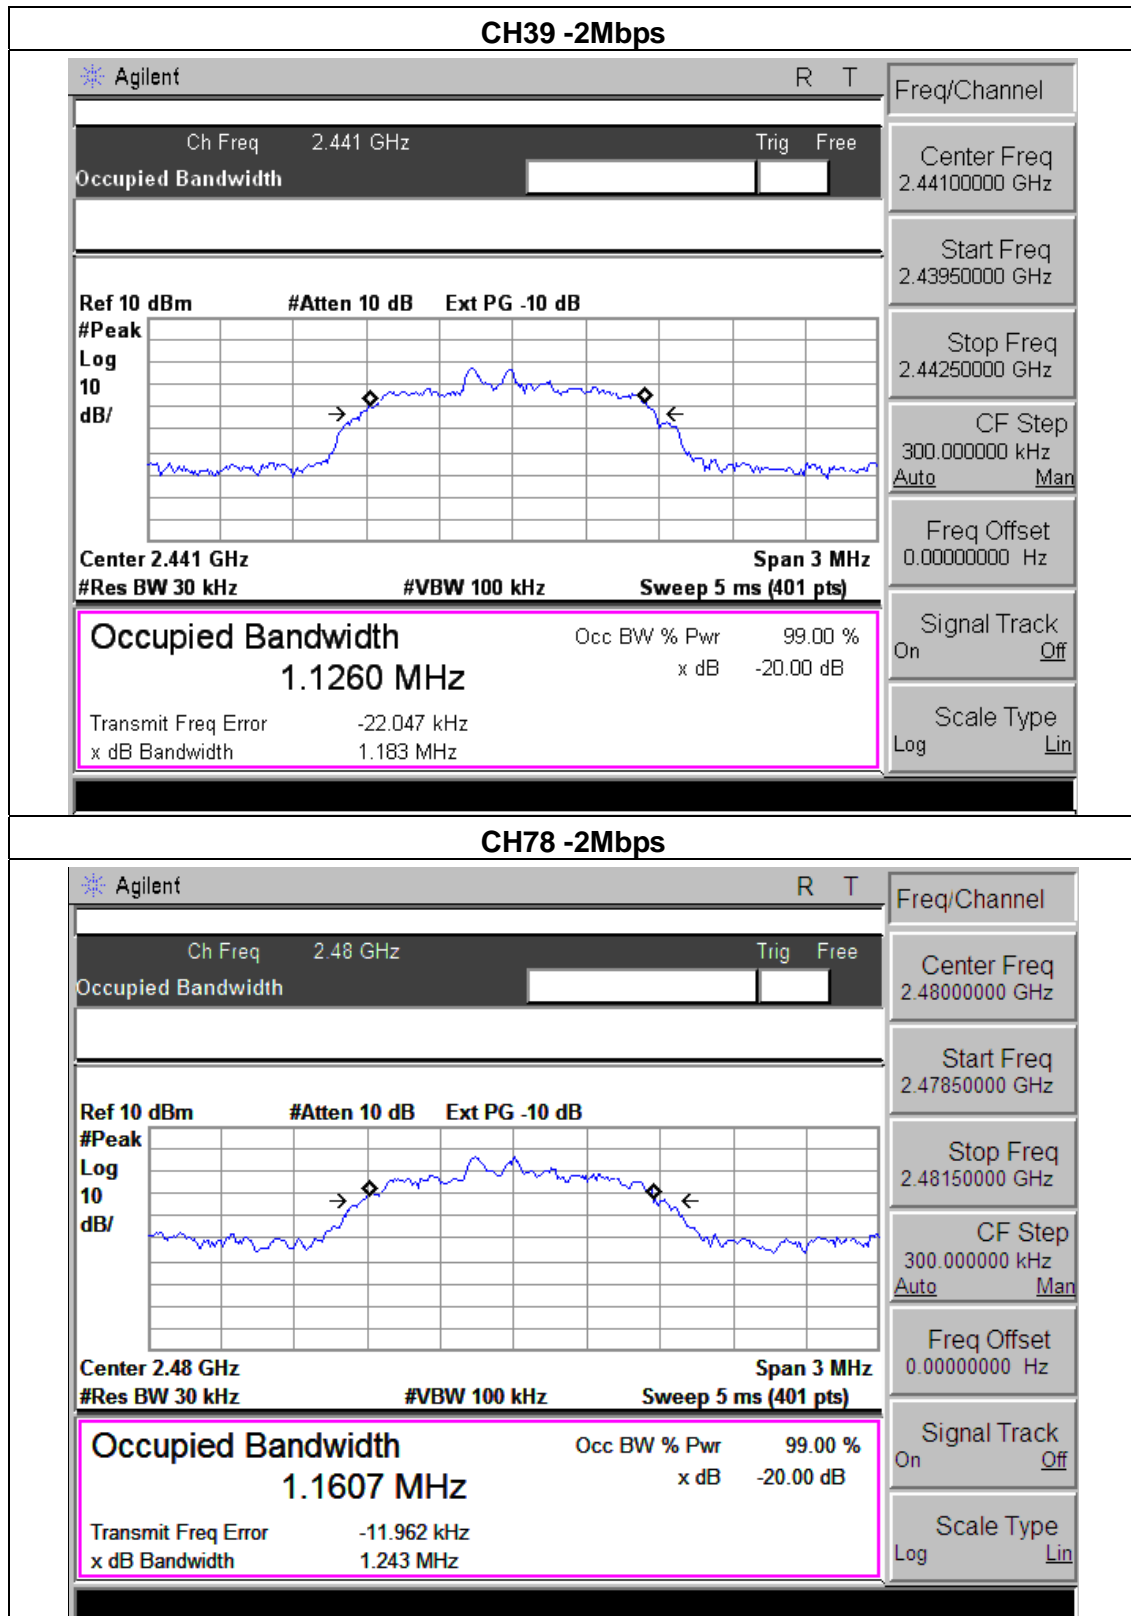 CH39 -2Mbps
Agilent R T
Freq/Channel
Ch Freq 2.441 GHz Trig Free
Occupied Bandwidth
Center Freq
2.44100000 GHz
Start Freq
2.43950000 GHz
Stop Freq
2.44250000 GHz
CF Step
300.000000 kHz
Auto Man
Freq Offset
0.00000000 Hz
Signal Track
On Off
Scale Type
Log Lin
Ref 10 dBm #Atten 10 dB Ext PG -10 dB
#Peak
Log
10
dB/
Center 2.441 GHz Span 3 MHz
#Res BW 30 kHz #VBW 100 kHz Sweep 5 ms (401 pts)
Occupied Bandwidth Occ BW % Pwr 99.00 %
1.1260 MHz x dB -20.00 dB
Transmit Freq Error -22.047 kHz
x dB Bandwidth 1.183 MHz
CH78 -2Mbps
Agilent R T
Freq/Channel
Ch Freq 2.48 GHz Trig Free
Occupied Bandwidth
Center Freq
2.48000000 GHz
Start Freq
2.47850000 GHz
Stop Freq
2.48150000 GHz
CF Step
300.000000 kHz
Auto Man
Freq Offset
0.00000000 Hz
Signal Track
On Off
Scale Type
Log Lin
Ref 10 dBm #Atten 10 dB Ext PG -10 dB
#Peak
Log
10
dB/
Center 2.48 GHz Span 3 MHz
#Res BW 30 kHz #VBW 100 kHz Sweep 5 ms (401 pts)
Occupied Bandwidth Occ BW % Pwr 99.00 %
1.1607 MHz x dB -20.00 dB
Transmit Freq Error -11.962 kHz
x dB Bandwidth 1.243 MHz